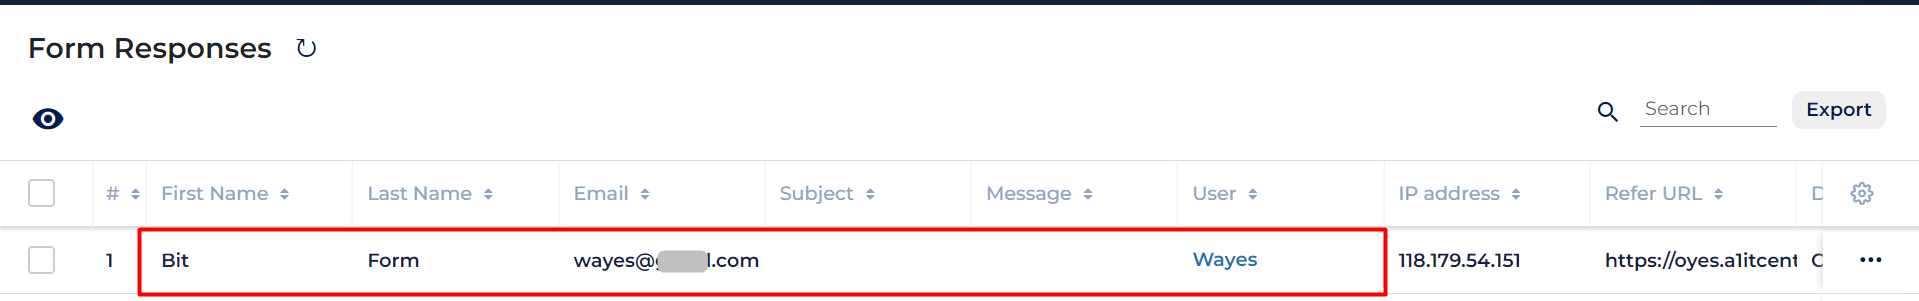 Form Responses
Search Export
# First Name Last Name Email Subject Message User IP address Refer URL
1 Bit Form wayes@ .com Wayes 118.179.54.151 https://oyes.a1itcent